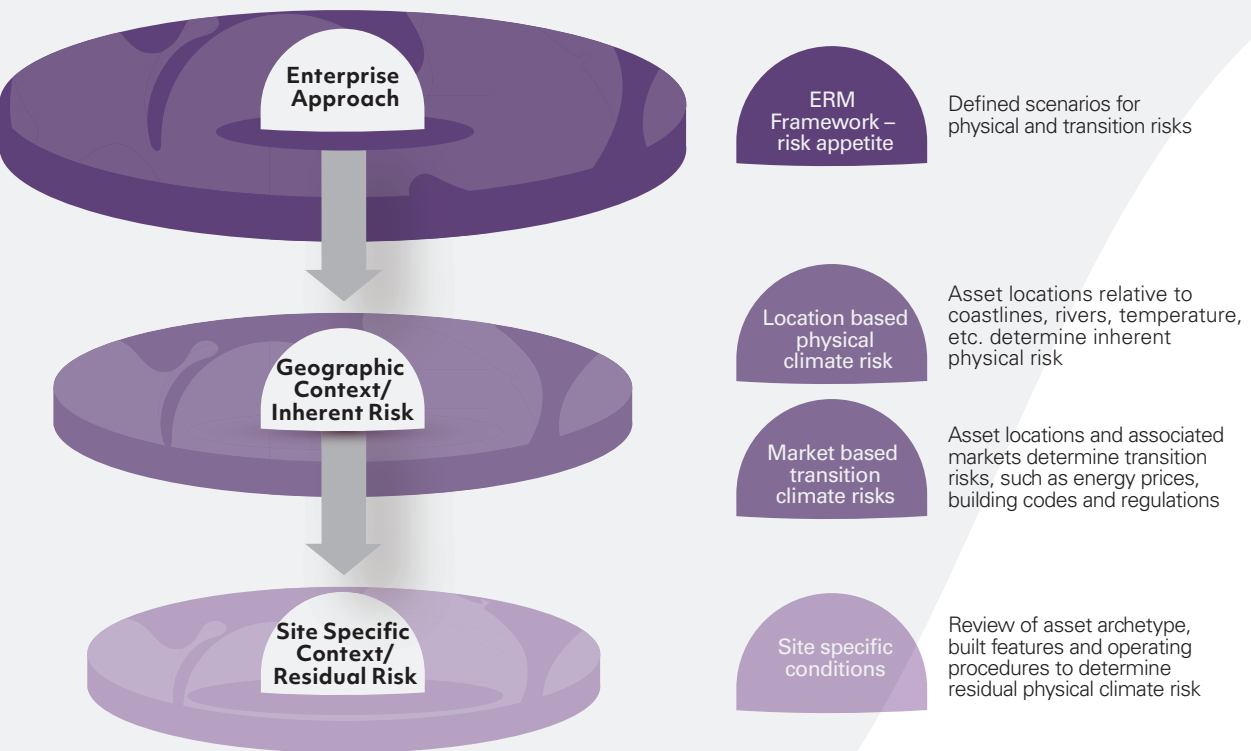 Enterprise
Approach
ERM
Framework –
risk appetite
Defined scenarios for
physical and transition risks
Geographic
Context/
Inherent Risk
Location based
physical
climate risk
Asset locations relative to
coastlines, rivers, temperature,
etc. determine inherent
physical risk
Market based
transition
climate risks
Asset locations and associated
markets determine transition
risks, such as energy prices,
building codes and regulations
Site Specific
Context/
Residual Risk
Site specific
conditions
Review of asset archetype,
built features and operating
procedures to determine
residual physical climate risk